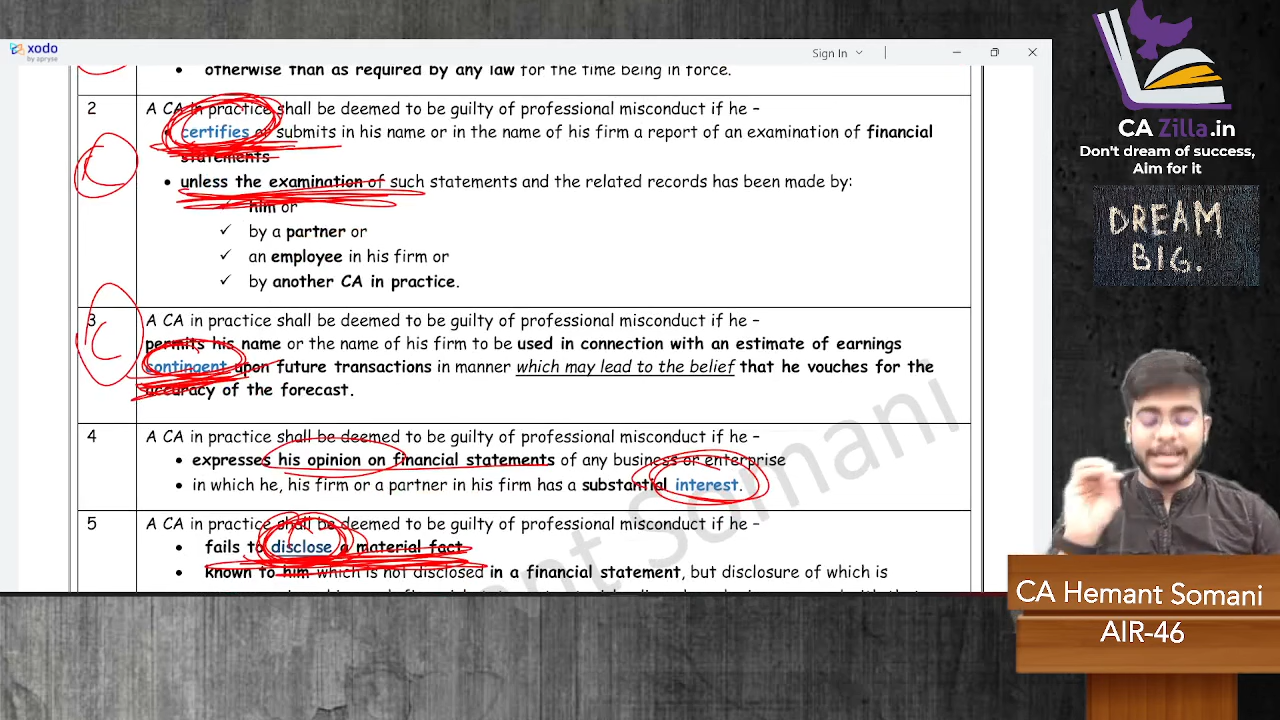 xodo
by apryse
Sign In
otherwise than as required by any law for the time being in force.
2
A CA in practice shall be deemed to be guilty of professional misconduct if he –
• certifies or submits in his name or in the name of his firm a report of an examination of financial
statements
• unless the examination of such statements and the related records has been made by:
✓ him or
✓ by a partner or
✓ an employee in his firm or
✓ by another CA in practice.
3
A CA in practice shall be deemed to be guilty of professional misconduct if he –
permits his name or the name of his firm to be used in connection with an estimate of earnings
contingent upon future transactions in manner which may lead to the belief that he vouches for the
accuracy of the forecast.
4
A CA in practice shall be deemed to be guilty of professional misconduct if he –
• expresses his opinion on financial statements of any business or enterprise
• in which he, his firm or a partner in his firm has a substantial interest.
5
A CA in practice shall be deemed to be guilty of professional misconduct if he –
• fails to disclose a material fact
• known to him which is not disclosed in a financial statement, but disclosure of which is
Somani
CA Zilla.in
Don't dream of success,
Aim for it
DREAM
BIG.
CA Hemant Somani
AIR-46